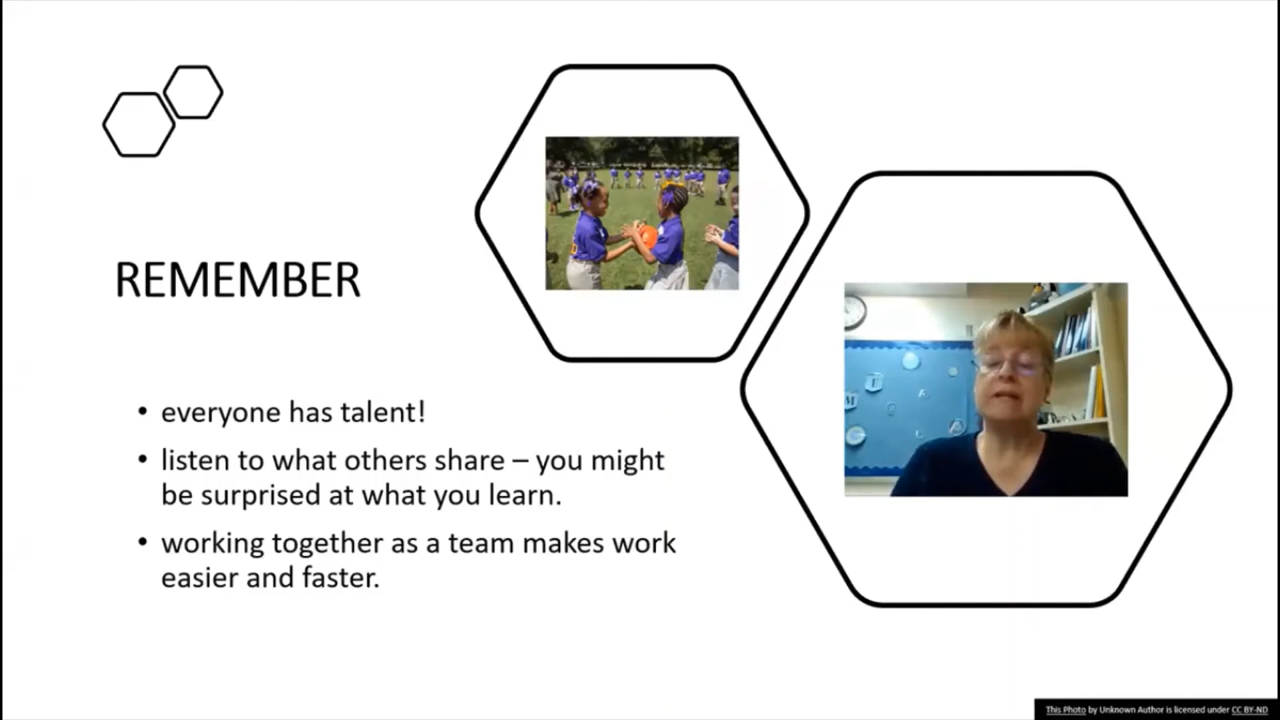 REMEMBER
• everyone has talent!
• listen to what others share – you might
be surprised at what you learn.
• working together as a team makes work
easier and faster.
This Photo by Unknown Author is licensed under CC BY-ND